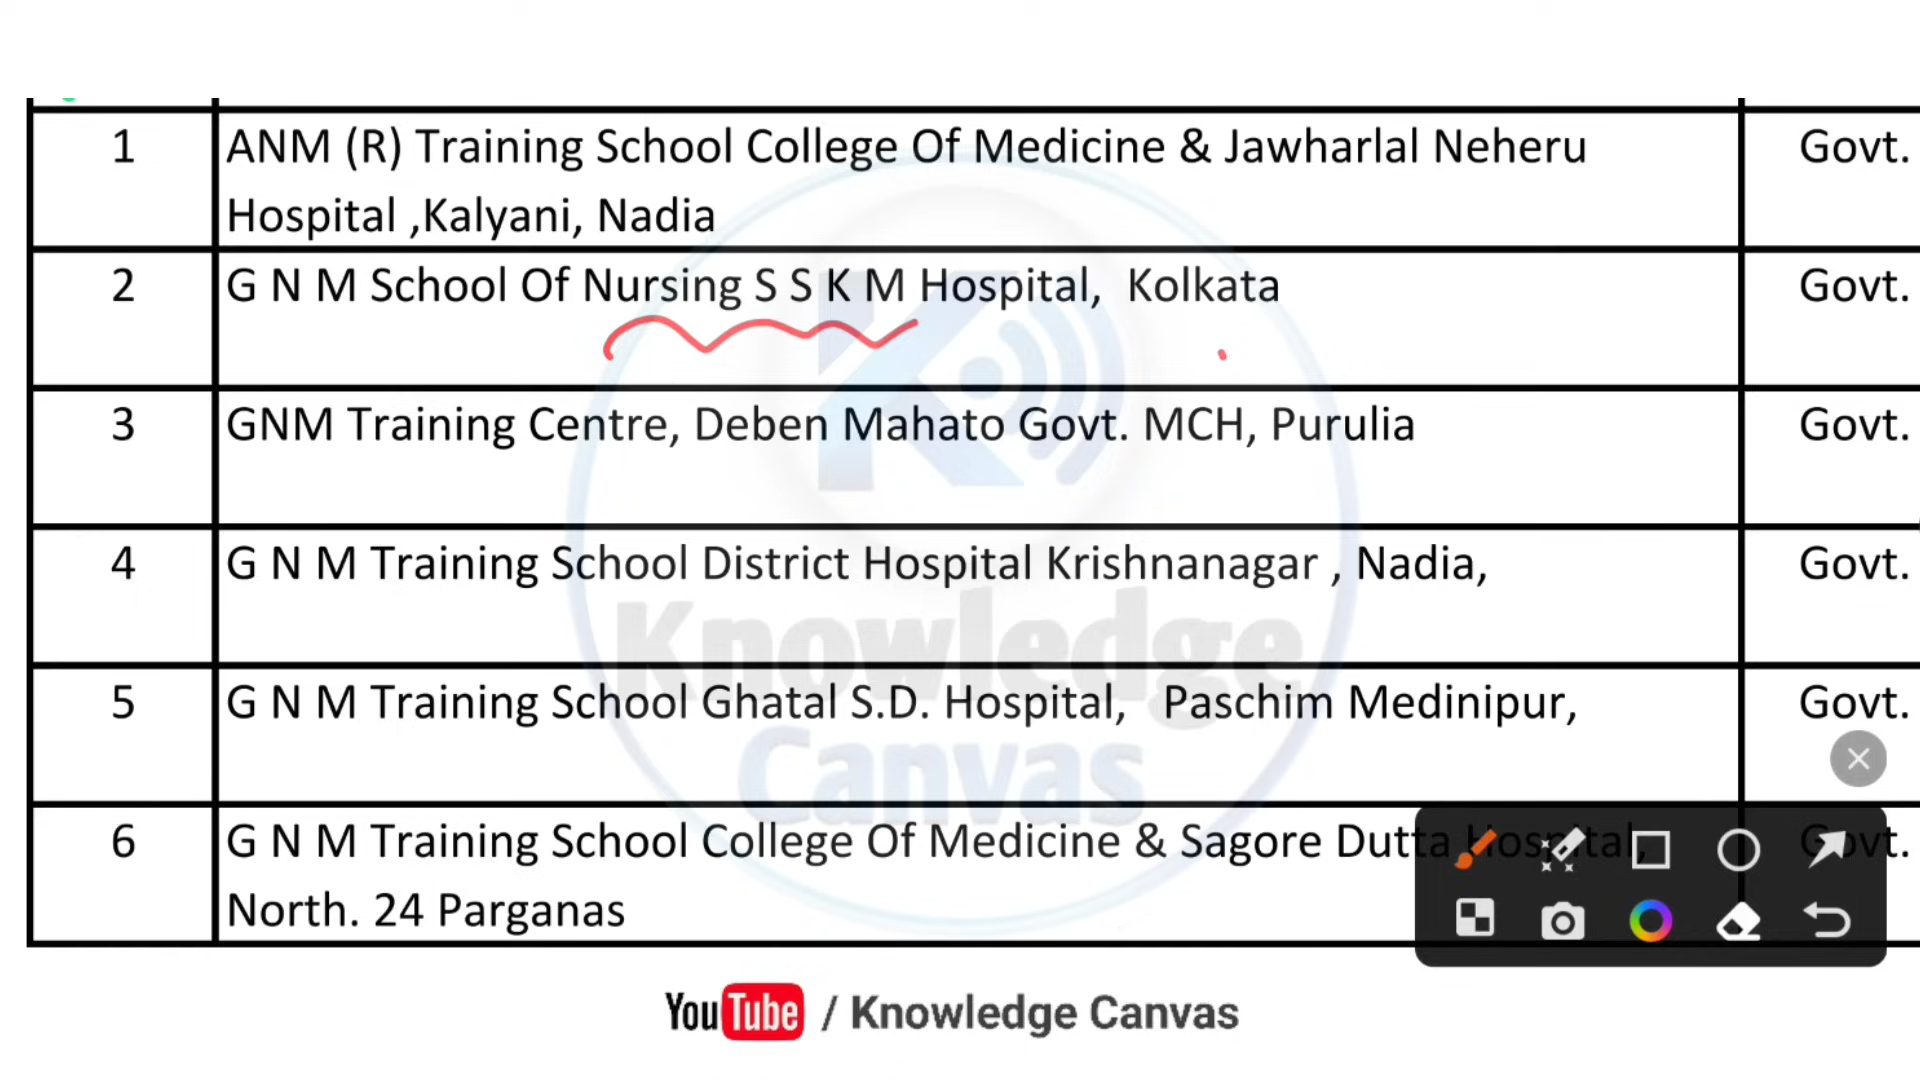 1 ANM (R) Training School College Of Medicine & Jawharlal Neheru Govt.
Hospital ,Kalyani, Nadia
2 G N M School Of Nursing S S K M Hospital, Kolkata Govt.
3 GNM Training Centre, Deben Mahato Govt. MCH, Purulia Govt.
4 G N M Training School District Hospital Krishnanagar , Nadia, Govt.
5 G N M Training School Ghatal S.D. Hospital, Paschim Medinipur, Govt.
6 G N M Training School College Of Medicine & Sagore Dutta Hospital, Govt.
North. 24 Parganas
K
Knowledge
Canvas
YouTube / Knowledge Canvas